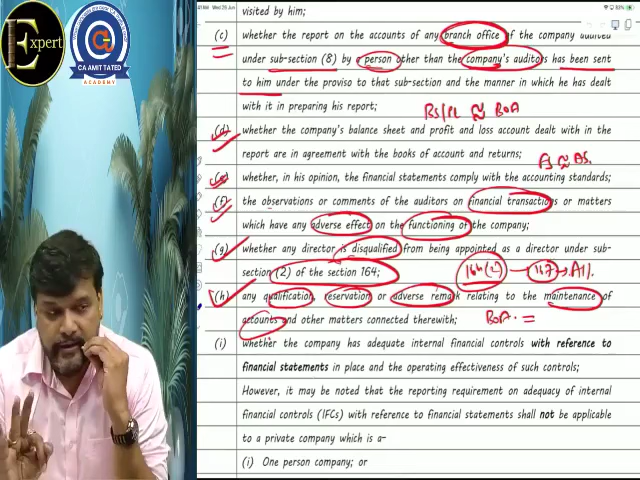 Expert
CA AMIT TATED
ACADEMY
9:41 AM Wed 25 Jun
83%
visited by him;
(c) whether the report on the accounts of any branch office of the company audited
under sub-section (8) by a person other than the company's auditors has been sent
to him under the proviso to that sub-section and the manner in which he has dealt
with it in preparing his report;
BS/PL ≅ BOA
(d) whether the company's balance sheet and profit and loss account dealt with in the
report are in agreement with the books of account and returns;
(e) whether, in his opinion, the financial statements comply with the accounting standards;
(f) the observations or comments of the auditors on financial transactions or matters
which have any adverse effect on the functioning of the company;
(g) whether any director is disqualified from being appointed as a director under sub-
section (2) of the section 164;
164(2) → 167 → All.
(h) any qualification, reservation or adverse remark relating to the maintenance of
accounts and other matters connected therewith;
BOA. =
(i) whether the company has adequate internal financial controls with reference to
financial statements in place and the operating effectiveness of such controls;
However, it may be noted that the reporting requirement on adequacy of internal
financial controls (IFCs) with reference to financial statements shall not be applicable
to a private company which is a-
(i) One person company; or